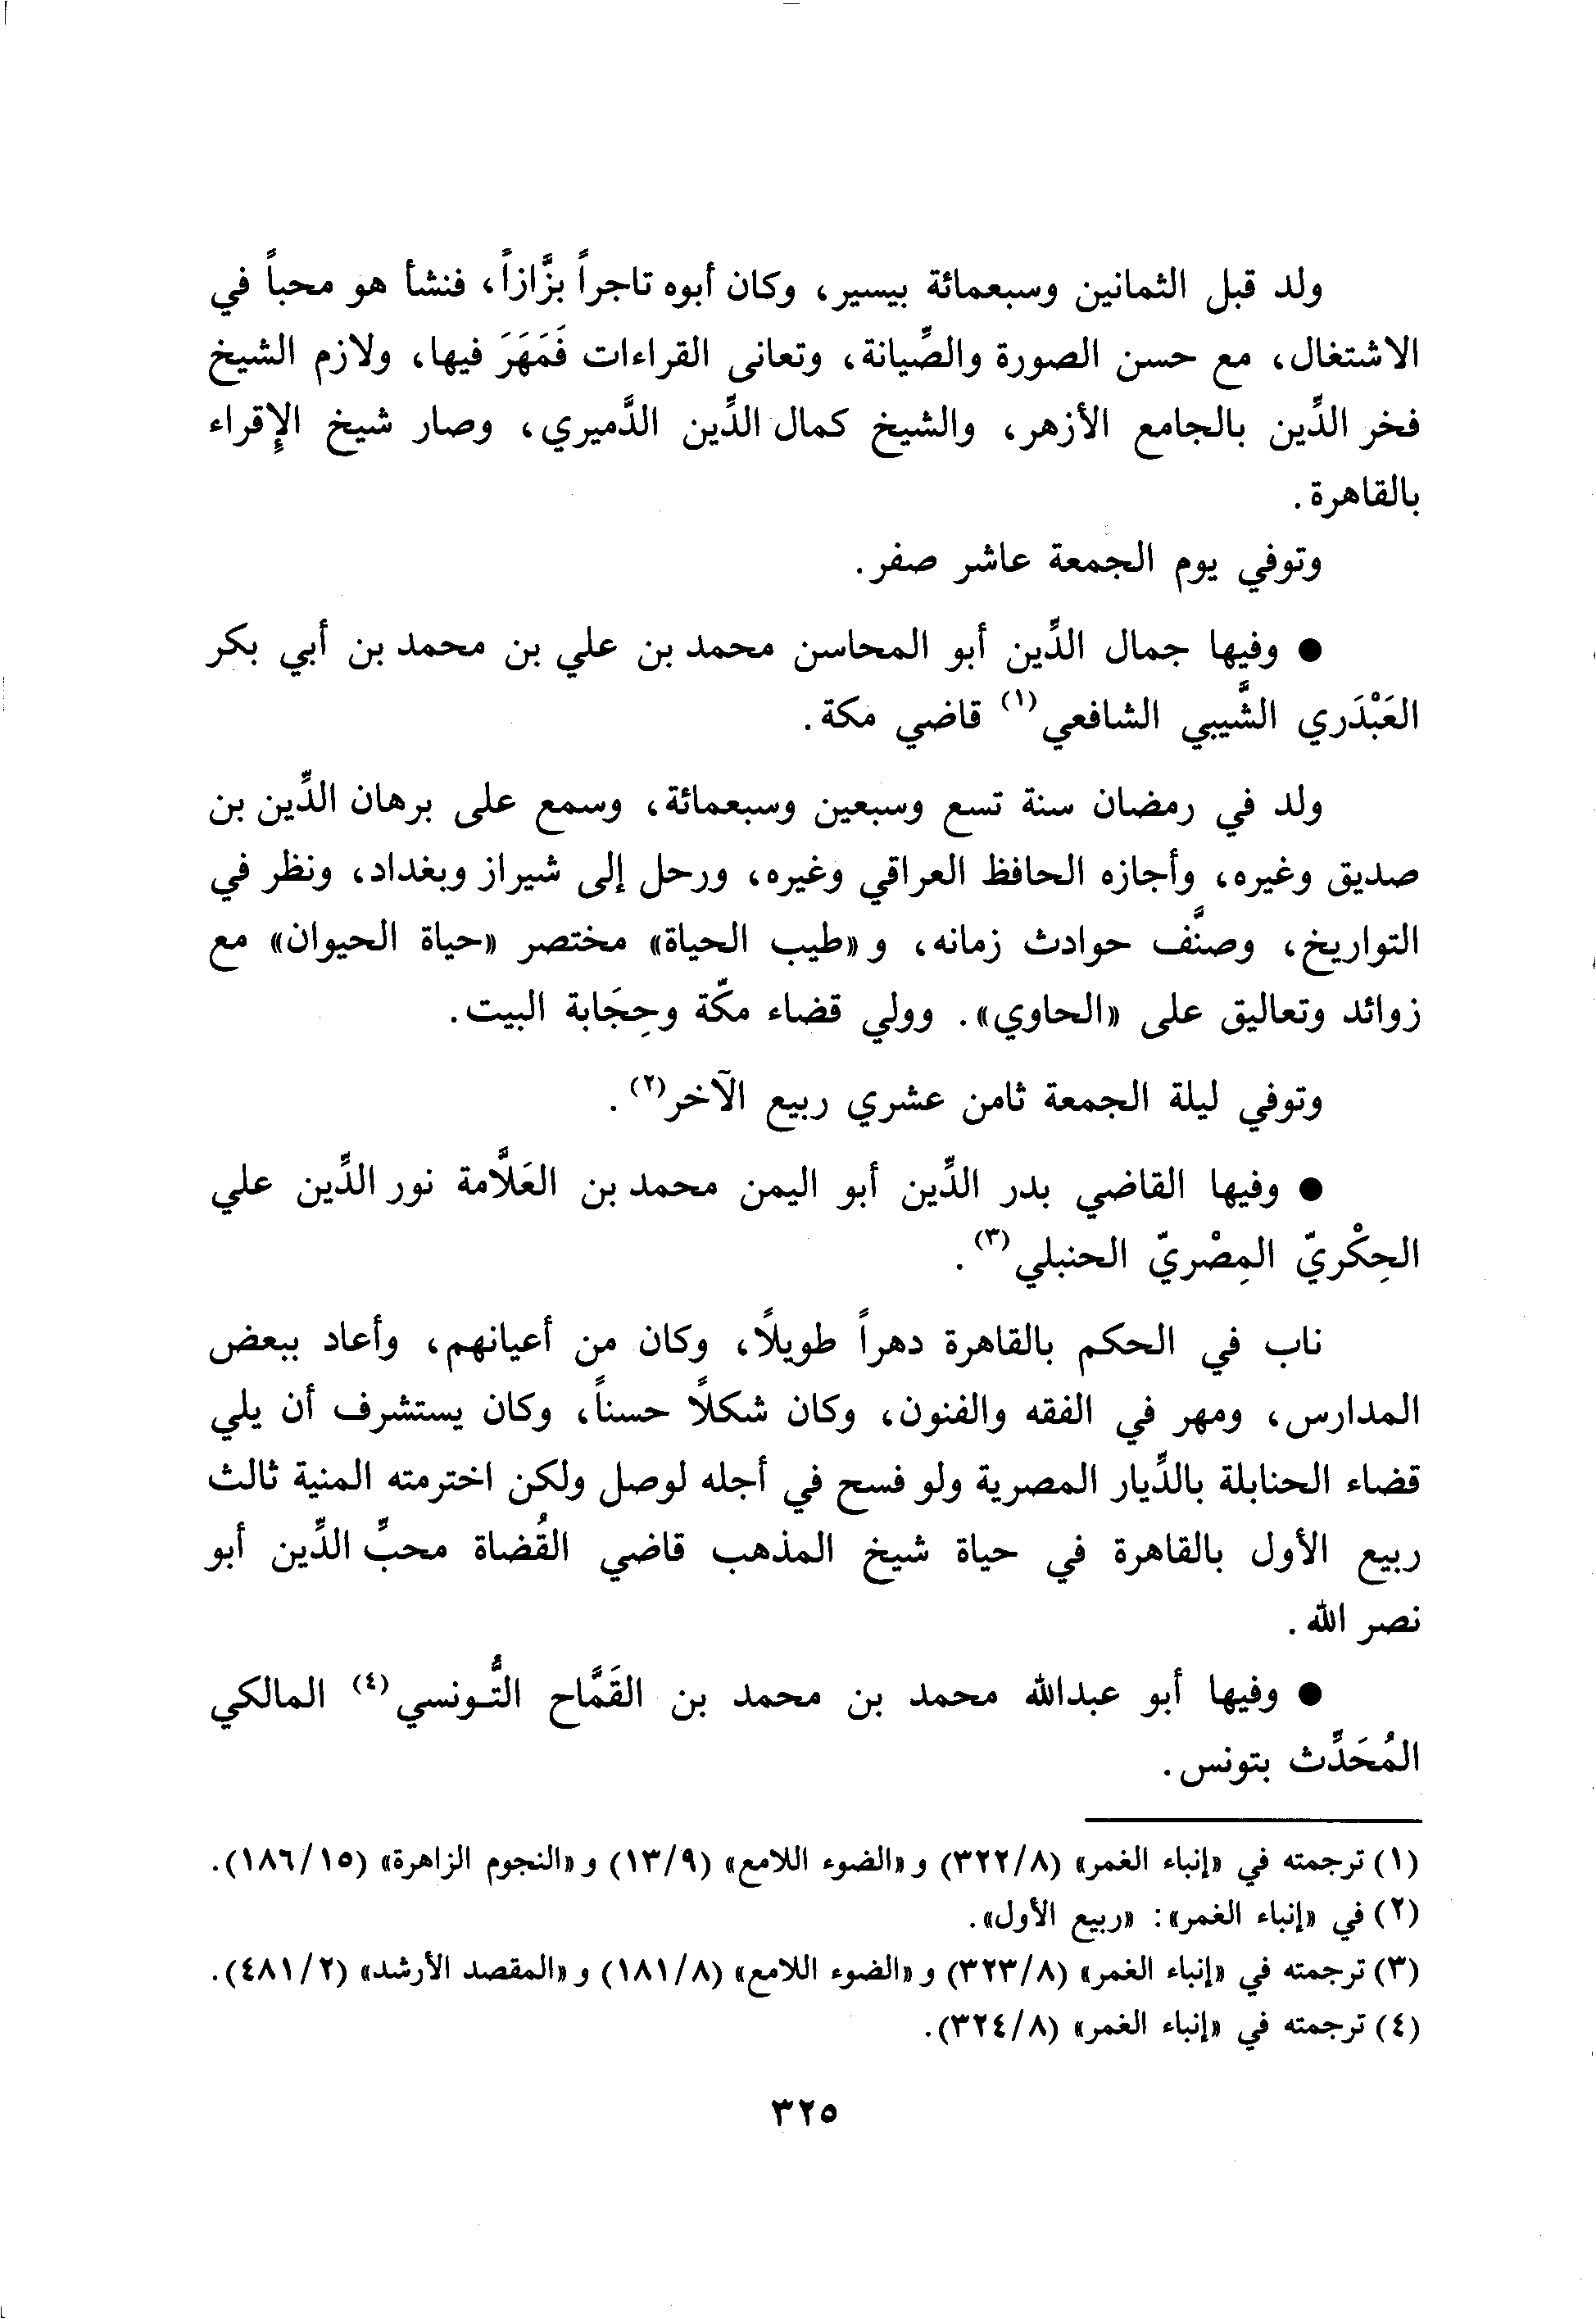 ولد قبل الثمانين وسبعمائة بيسير، وكان أبوه تاجراً بزَّازاً، فنشأ هو محباً في
الاشتغال، مع حسن الصورة والصِّيانة، وتعانى القراءات فَمَهَرَ فيها، ولازم الشيخ
فخر الدِّين بالجامع الأزهر، والشيخ كمال الدِّين الدَّميري، وصار شيخ الإِقراء
بالقاهرة.
وتوفي يوم الجمعة عاشر صفر.
● وفيها جمال الدِّين أبو المحاسن محمد بن علي بن محمد بن أبي بكر
العَبْدَري الشَّيبي الشافعي(١) قاضي مكة.
ولد في رمضان سنة تسع وسبعين وسبعمائة، وسمع على برهان الدِّين بن
صديق وغيره، وأجازه الحافظ العراقي وغيره، ورحل إلى شيراز وبغداد، ونظر في
التواريخ، وصنَّف حوادث زمانه، و«طيب الحياة» مختصر «حياة الحيوان» مع
زوائد وتعاليق على «الحاوي». وولي قضاء مكّة وحِجَابة البيت.
وتوفي ليلة الجمعة ثامن عشري ربيع الآخر(٢).
● وفيها القاضي بدر الدِّين أبو اليمن محمد بن العَلَّامة نور الدِّين علي
الحِكْريّ المِصْريّ الحنبلي(٣).
ناب في الحكم بالقاهرة دهراً طويلًا، وكان من أعيانهم، وأعاد ببعض
المدارس، ومهر في الفقه والفنون، وكان شكلًا حسناً، وكان يستشرف أن يلي
قضاء الحنابلة بالدِّيار المصرية ولو فسح في أجله لوصل ولكن اخترمته المنية ثالث
ربيع الأول بالقاهرة في حياة شيخ المذهب قاضي القُضاة محبِّ الدِّين أبو
نصر الله.
● وفيها أبو عبدالله محمد بن محمد بن القَمَّاح التُّونسي(٤) المالكي
المُحَدِّث بتونس.
(١) ترجمته في «إنباء الغمر» (٣٢٢/٨) و«الضوء اللامع» (١٣/٩) و«النجوم الزاهرة» (١٨٦/١٥).
(٢) في «إنباء الغمر»: «ربيع الأول».
(٣) ترجمته في «إنباء الغمر» (٣٢٣/٨) و«الضوء اللامع» (١٨١/٨) و«المقصد الأرشد» (٤٨١/٢).
(٤) ترجمته في «إنباء الغمر» (٣٢٤/٨).
٣٢٥